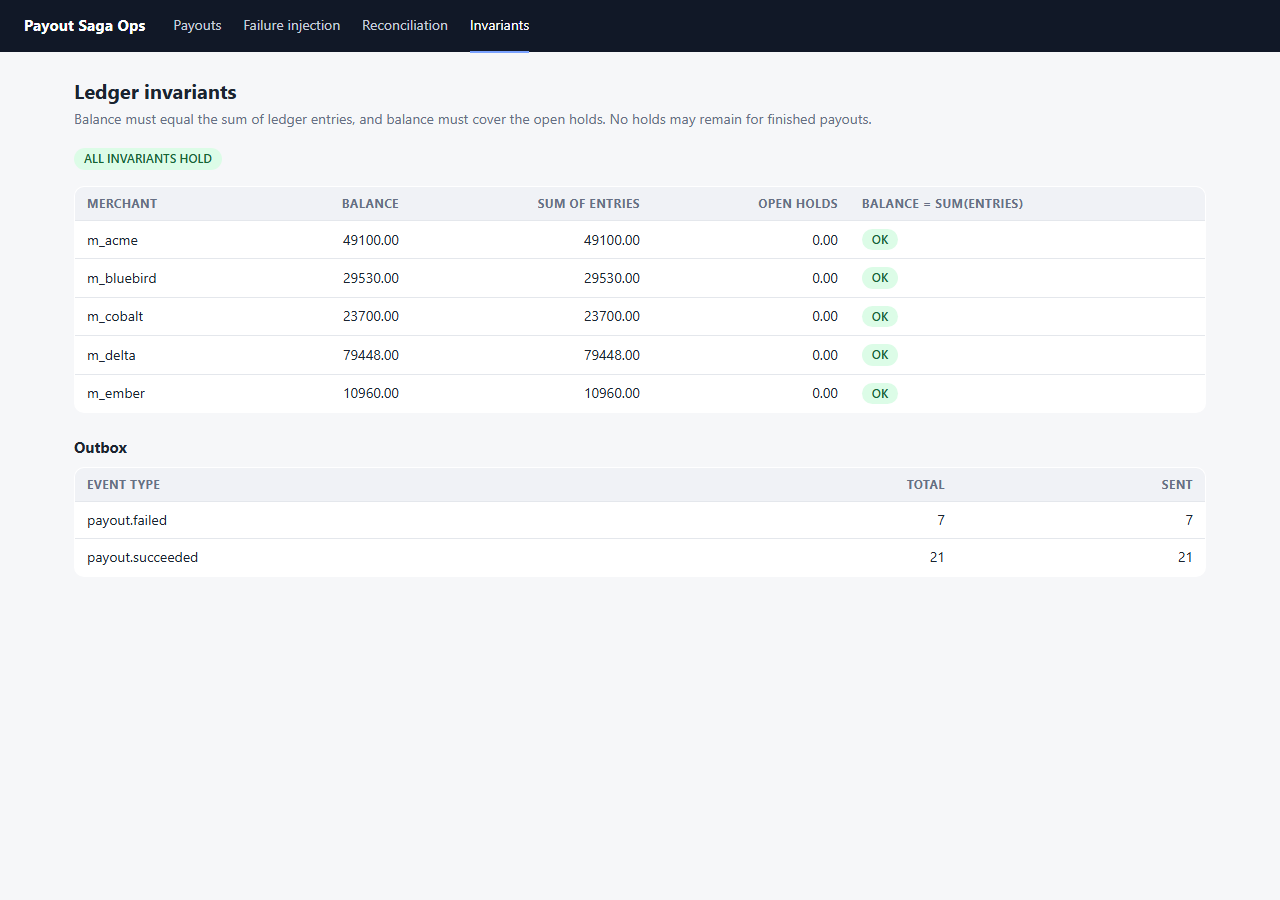 Payout Saga Ops Payouts Failure injection Reconciliation Invariants
Ledger invariants
Balance must equal the sum of ledger entries, and balance must cover the open holds. No holds may remain for finished payouts.
ALL INVARIANTS HOLD
MERCHANT BALANCE SUM OF ENTRIES OPEN HOLDS BALANCE = SUM(ENTRIES)
m_acme 49100.00 49100.00 0.00 OK
m_bluebird 29530.00 29530.00 0.00 OK
m_cobalt 23700.00 23700.00 0.00 OK
m_delta 79448.00 79448.00 0.00 OK
m_ember 10960.00 10960.00 0.00 OK
Outbox
EVENT TYPE TOTAL SENT
payout.failed 7 7
payout.succeeded 21 21